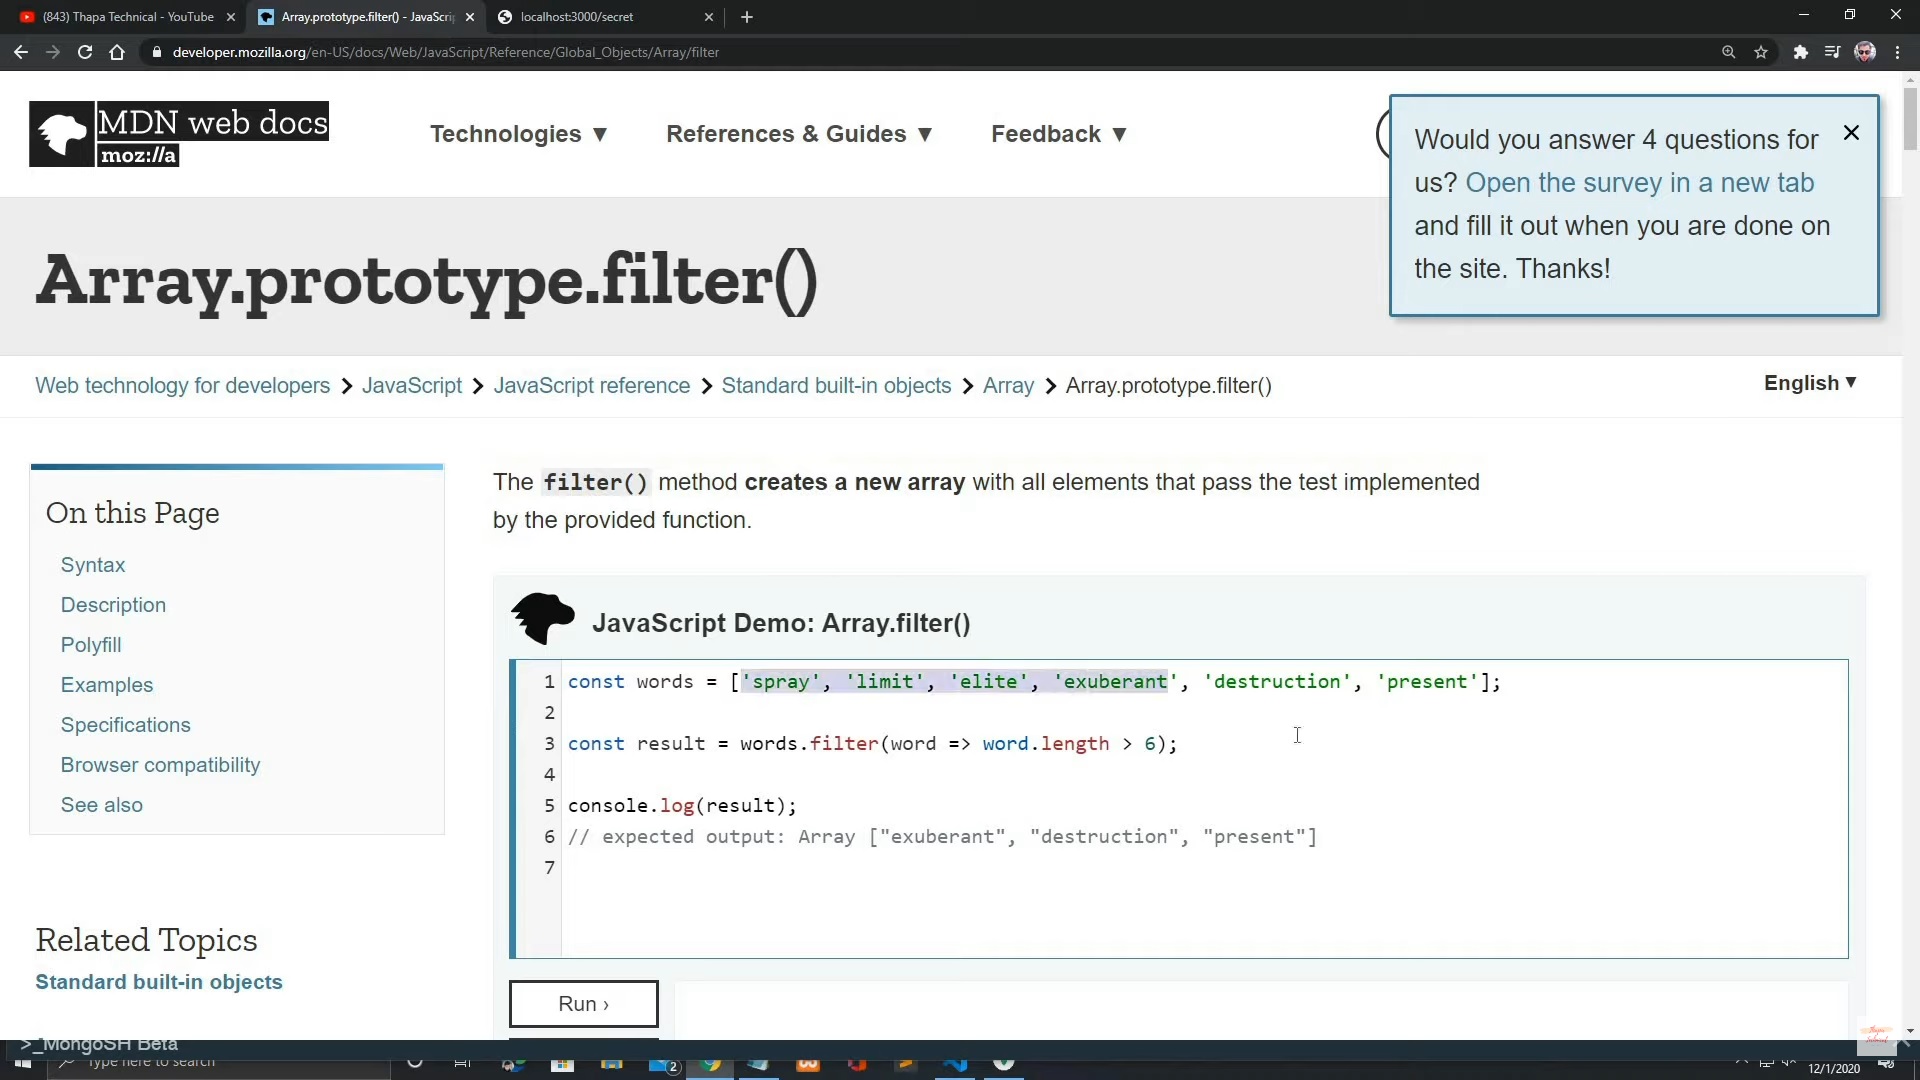 (843) Thapa Technical - YouTube
Array.prototype.filter() - JavaScri
localhost:3000/secret
developer.mozilla.org/en-US/docs/Web/JavaScript/Reference/Global_Objects/Array/filter
MDN web docs
moz://a
Technologies ▼
References & Guides ▼
Feedback ▼
Would you answer 4 questions for
us? Open the survey in a new tab
and fill it out when you are done on
the site. Thanks!
Array.prototype.filter()
Web technology for developers > JavaScript > JavaScript reference > Standard built-in objects > Array > Array.prototype.filter()
English ▼
On this Page
Syntax
Description
Polyfill
Examples
Specifications
Browser compatibility
See also
Related Topics
Standard built-in objects
The filter() method creates a new array with all elements that pass the test implemented
by the provided function.
JavaScript Demo: Array.filter()
1 const words = ['spray', 'limit', 'elite', 'exuberant', 'destruction', 'present'];
2
3 const result = words.filter(word => word.length > 6);
4
5 console.log(result);
6 // expected output: Array ["exuberant", "destruction", "present"]
7
Run ›
>_MongoSH Beta
Type here to search
2
12/1/2020